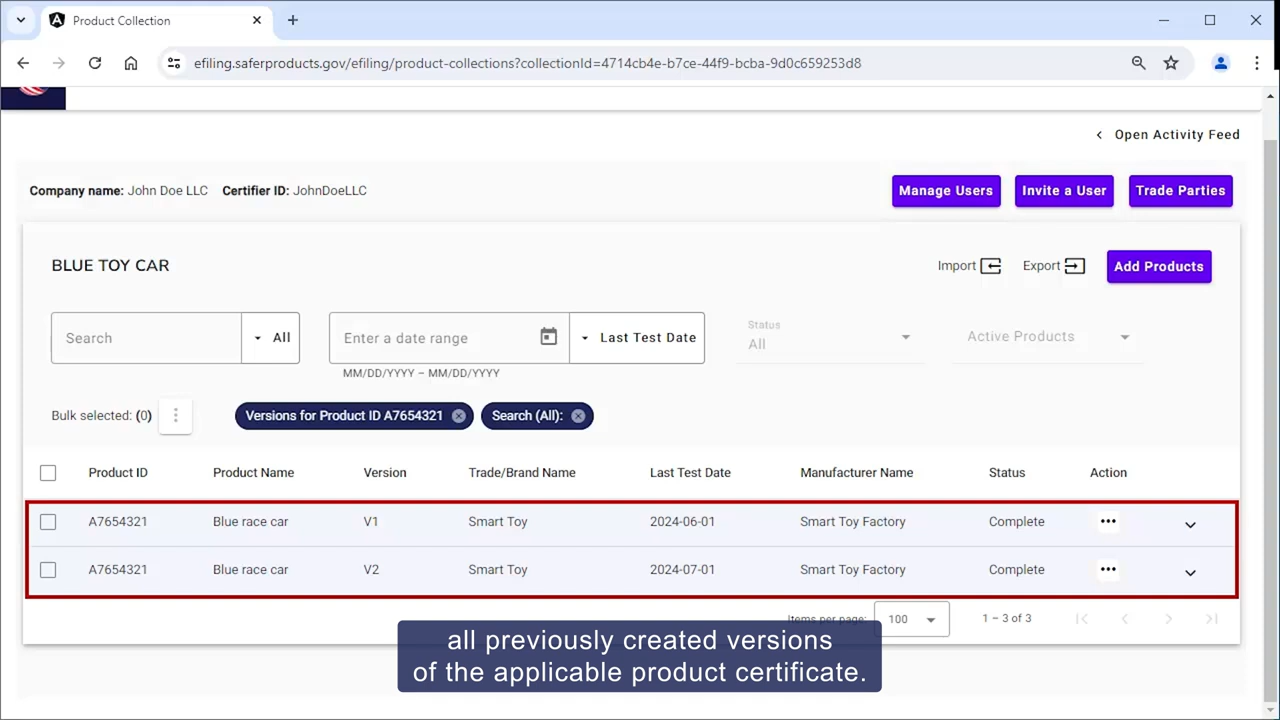 Product Collection
efiling.saferproducts.gov/efiling/product-collections?collectionId=4714cb4e-b7ce-44f9-bcba-9d0c659253d8
Open Activity Feed
Company name: John Doe LLC Certifier ID: JohnDoeLLC Manage Users Invite a User Trade Parties
BLUE TOY CAR Import Export Add Products
Search All Enter a date range Last Test Date Status All Active Products
MM/DD/YYYY – MM/DD/YYYY
Bulk selected: (0) Versions for Product ID A7654321 Search (All):
Product ID Product Name Version Trade/Brand Name Last Test Date Manufacturer Name Status Action
A7654321 Blue race car V1 Smart Toy 2024-06-01 Smart Toy Factory Complete
A7654321 Blue race car V2 Smart Toy 2024-07-01 Smart Toy Factory Complete
Items per page: 100 1 – 3 of 3
all previously created versions
of the applicable product certificate.